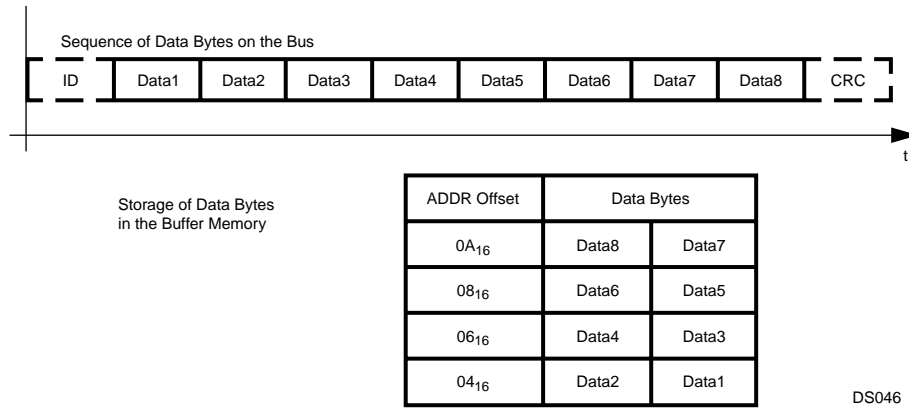 Sequence of Data Bytes on the Bus
ID Data1 Data2 Data3 Data4 Data5 Data6 Data7 Data8 CRC
t
Storage of Data Bytes
in the Buffer Memory
ADDR Offset Data Bytes
0A16 Data8 Data7
0816 Data6 Data5
0616 Data4 Data3
0416 Data2 Data1
DS046